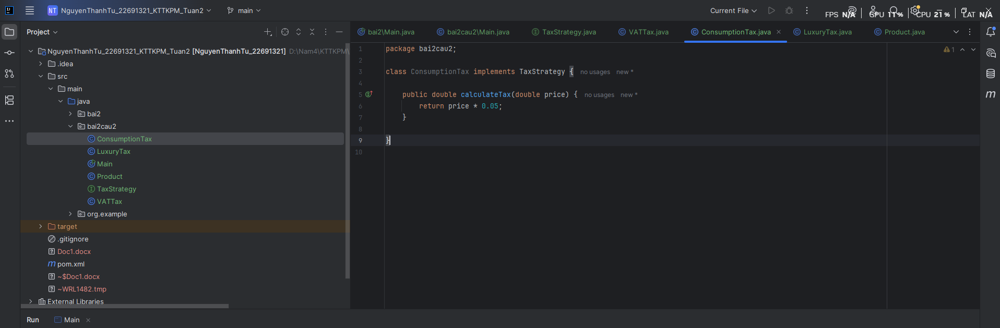 NT NguyenThanhTu_22691321_KTTKPM_Tuan2 main Current File FPS N/A GPU 11% CPU 21% LAT N/A
Project
bai2\Main.java bai2cau2\Main.java TaxStrategy.java VATTax.java ConsumptionTax.java LuxuryTax.java Product.java
NguyenThanhTu_22691321_KTTKPM_Tuan2 [NguyenThanhTu_22691321] D:\Nam4\KTTKPM\
.idea
src
main
java
bai2
bai2cau2
ConsumptionTax
LuxuryTax
Main
Product
TaxStrategy
VATTax
org.example
target
.gitignore
Doc1.docx
pom.xml
~$Doc1.docx
~WRL1482.tmp
External Libraries
1 package bai2cau2;
2
3 class ConsumptionTax implements TaxStrategy { no usages new *
4
5 public double calculateTax(double price) { no usages new *
6 return price * 0.05;
7 }
8
9 }
10
1
m
Run Main